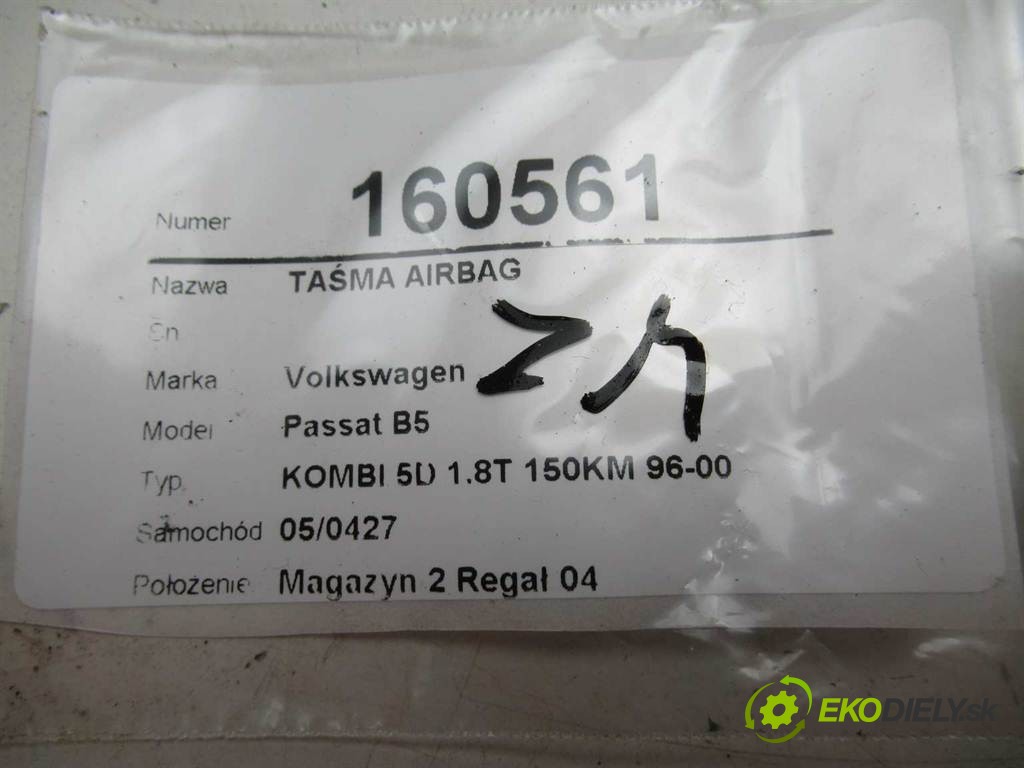 Numer 160561
Nazwa TAŚMA AIRBAG
Sn
Marka Volkswagen
Model Passat B5
Typ KOMBI 5D 1.8T 150KM 96-00
Samochód 05/0427
Położenie Magazyn 2 Regał 04
EKODIELY.sk